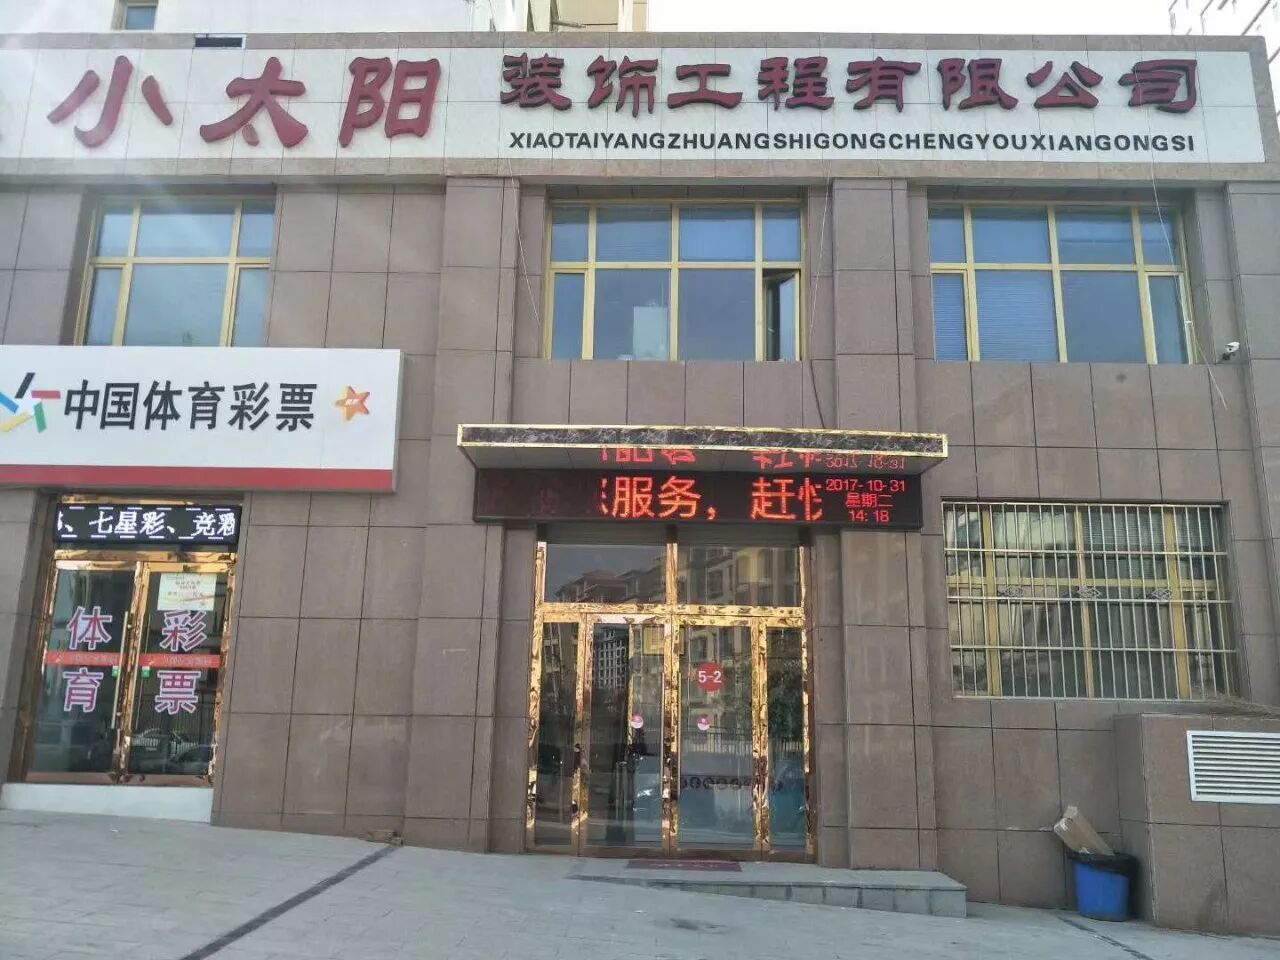 小太阳 装饰工程有限公司
XIAOTAIYANGZHUANGSHIGONGCHENGYOUXIANGONGSI
中国体育彩票
服务，赶忙
2017-10-31
星期二
14:18
、七星彩、竞
体育
彩票
5-2